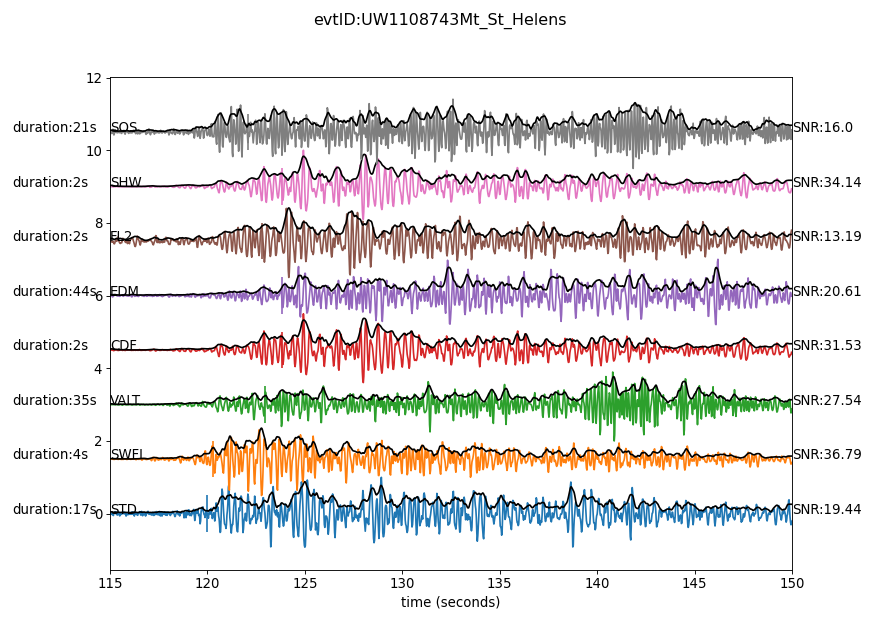 evtID:UW1108743Mt_St_Helens
12
duration:21s SOS SNR:16.0
10
duration:2s SHW SNR:34.14
8
duration:2s FL2 SNR:13.19
duration:44s EDM SNR:20.61
6
duration:2s CDF SNR:31.53
4
duration:35s VALT SNR:27.54
2
duration:4s SWFL SNR:36.79
duration:17s STD SNR:19.44
0
115 120 125 130 135 140 145 150
time (seconds)